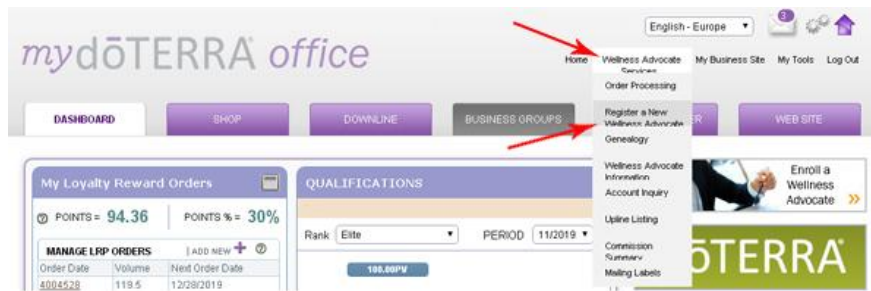 English - Europe
3
mydōTERRA office
Home
Wellness Advocate
Services
My Business Site
My Tools
Log Out
Order Processing
Register a New
Wellness Advocate
Genealogy
Wellness Advocate
Information
Account Inquiry
Upline Listing
Commission
Summary
Mailing Labels
DASHBOARD
SHOP
DOWNLINE
BUSINESS GROUPS
ER
WEB SITE
My Loyalty Reward Orders
POINTS = 94.36
POINTS % = 30%
MANAGE LRP ORDERS
| ADD NEW
Order Date Volume Next Order Date
4004528 119.5 12/28/2019
QUALIFICATIONS
Rank Elite
PERIOD 11/2019
100.00PV
Enroll a
Wellness
Advocate »
dōTERRA